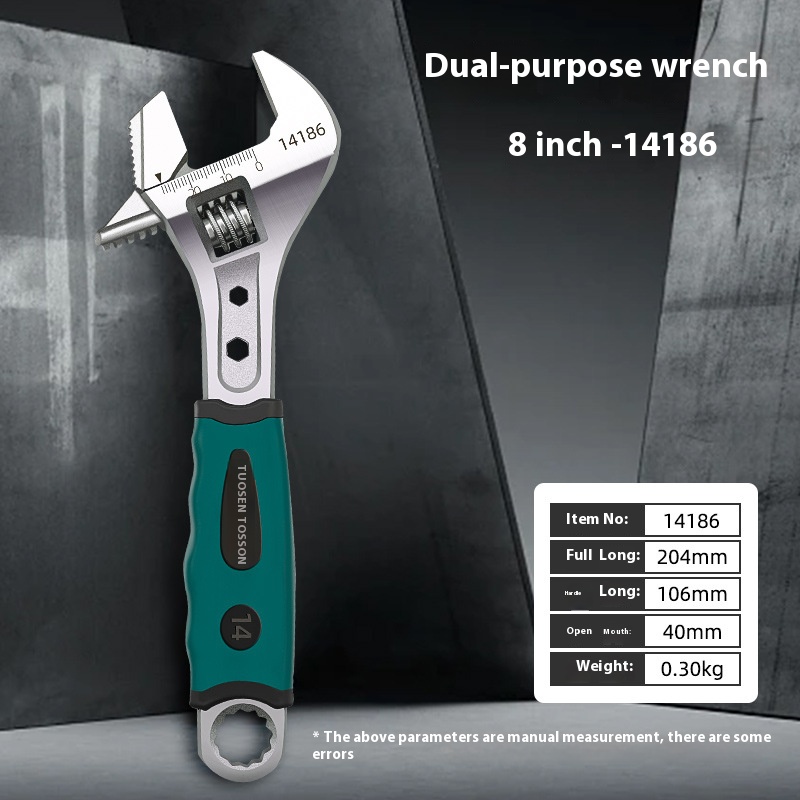 Dual-purpose wrench
8 inch -14186
14186
20 10 0
TUOSEN TOSSON
14
Item No: 14186
Full Long: 204mm
Handle Long: 106mm
Open Mouth: 40mm
Weight: 0.30kg
* The above parameters are manual measurement, there are some
errors